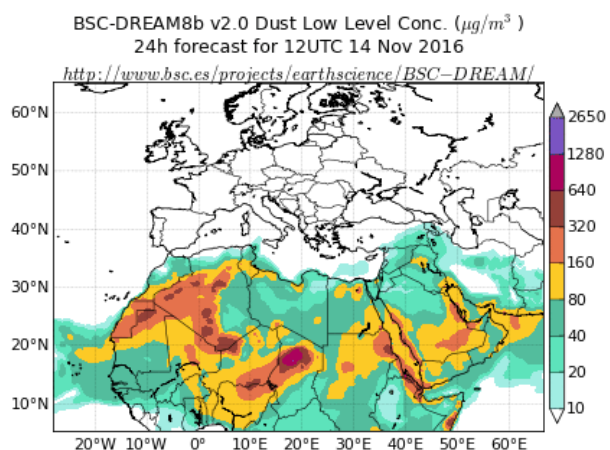 BSC-DREAM8b v2.0 Dust Low Level Conc. (μg/m³ )
24h forecast for 12UTC 14 Nov 2016
http://www.bsc.es/projects/earthscience/BSC−DREAM/
60°N
50°N
40°N
30°N
20°N
10°N
20°W
10°W
0°
10°E
20°E
30°E
40°E
50°E
60°E
2650
1280
640
320
160
80
40
20
10